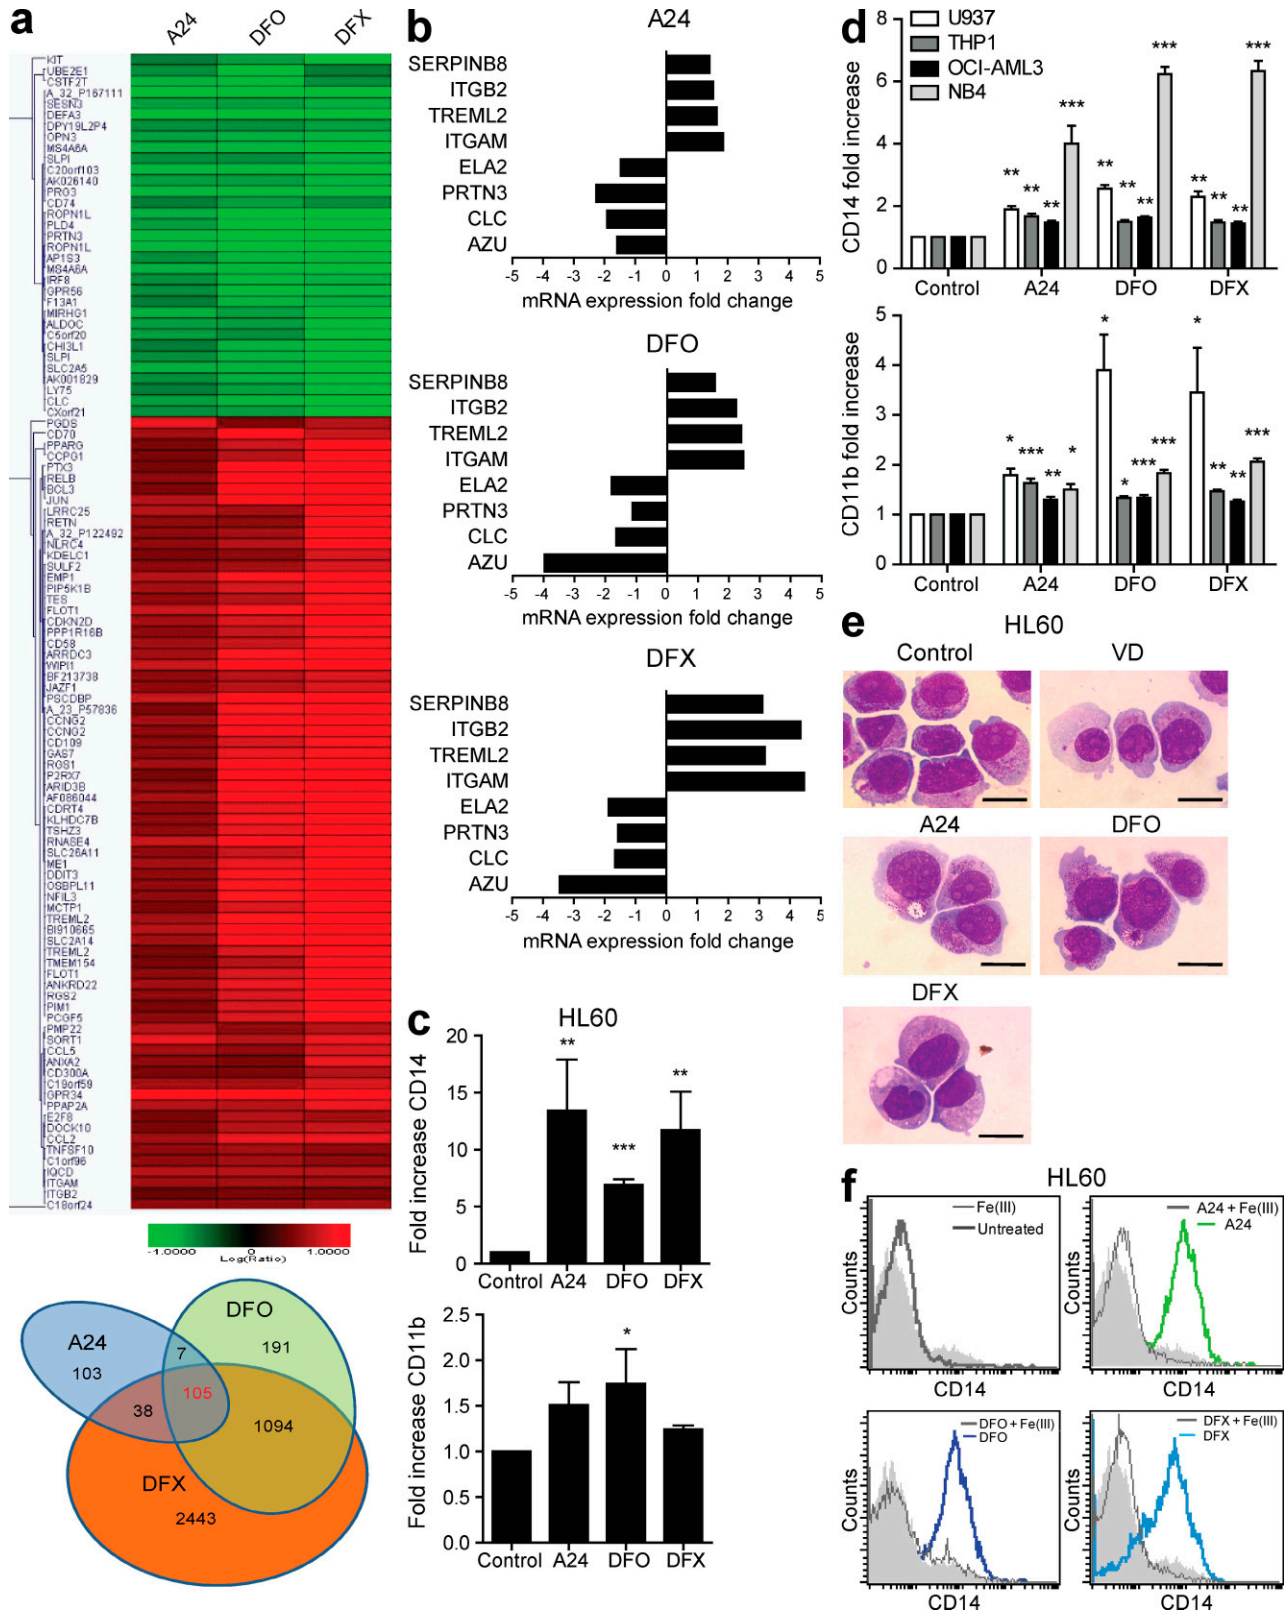 a
A24
DFO
DFX
KIT
UBE2E1
CSTF2T
A_32_P167111
SESN3
DEFA3
DPY19L2P4
OPN3
MS4A6A
SLPI
C20orf103
AK026140
PRG3
CD74
ROPN1L
PLD4
PRTN3
ROPN1L
AP1S3
MS4A6A
IRF8
GPR56
F13A1
MIRHG1
ALDOC
C5orf20
CHI3L1
SLPI
SLC2A5
AK001829
LY75
CLC
CXorf21
PGDS
CD70
PPARG
CCPG1
PTX3
RELB
BCL3
JUN
LRRC25
RETN
A_32_P122492
NLRC4
KDELC1
SULF2
EMP1
PIP5K1B
TES
FLOT1
CDKN2D
PPP1R16B
CD58
ARRDC3
WIPI1
BF213738
JAZF1
PSCDBP
A_23_P57836
CCNG2
CCNG2
CD109
GAS7
RGS1
P2RX7
ARID3B
AF086044
CDRT4
KLHDC7B
TSHZ3
RNASE4
SLC26A11
ME1
DDIT3
OSBPL11
NFIL3
MCTP1
TREML2
BI910665
SLC2A14
TREML2
TMEM154
FLOT1
ANKRD22
RGS2
PIM1
PCGF5
PMP22
SORT1
CCL5
ANXA2
CD300A
C19orf59
GPR34
PPAP2A
E2F8
DOCK10
CCL2
TNFSF10
C1orf96
IQCD
ITGAM
ITGB2
C18orf24
-1.0000 0 1.0000
Log(Ratio)
DFO
A24
7
191
103
105
38
1094
DFX
2443
b
A24
SERPINB8
ITGB2
TREML2
ITGAM
ELA2
PRTN3
CLC
AZU
-5 -4 -3 -2 -1 0 1 2 3 4 5
mRNA expression fold change
DFO
SERPINB8
ITGB2
TREML2
ITGAM
ELA2
PRTN3
CLC
AZU
-5 -4 -3 -2 -1 0 1 2 3 4 5
mRNA expression fold change
DFX
SERPINB8
ITGB2
TREML2
ITGAM
ELA2
PRTN3
CLC
AZU
-5 -4 -3 -2 -1 0 1 2 3 4 5
mRNA expression fold change
c
HL60
Fold increase CD14
20
15
10
5
0
** *** **
Control A24 DFO DFX
Fold increase CD11b
2.5
2.0
1.5
1.0
0.5
0.0
*
Control A24 DFO DFX
d
U937
THP1
OCI-AML3
NB4
CD14 fold increase
8
6
4
2
0
** ** ** ***
** ** ** ***
** ** ** ***
Control A24 DFO DFX
CD11b fold increase
5
4
3
2
1
0
* *** ** *
* * *** ***
* ** ** ***
Control A24 DFO DFX
e
HL60
Control
VD
A24
DFO
DFX
f
HL60
Fe(III)
Untreated
Counts
CD14
A24 + Fe(III)
A24
Counts
CD14
DFO + Fe(III)
DFO
Counts
CD14
DFX + Fe(III)
DFX
Counts
CD14